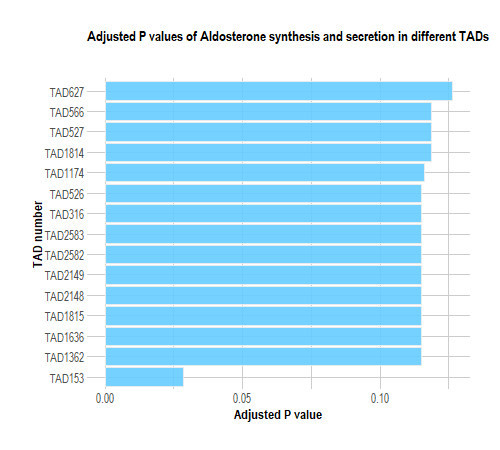 Adjusted P values of Aldosterone synthesis and secretion in different TADs
TAD627
TAD566
TAD527
TAD1814
TAD1174
TAD526
TAD316
TAD2583
TAD2582
TAD2149
TAD2148
TAD1815
TAD1636
TAD1362
TAD153
TAD number
0.00 0.05 0.10
Adjusted P value